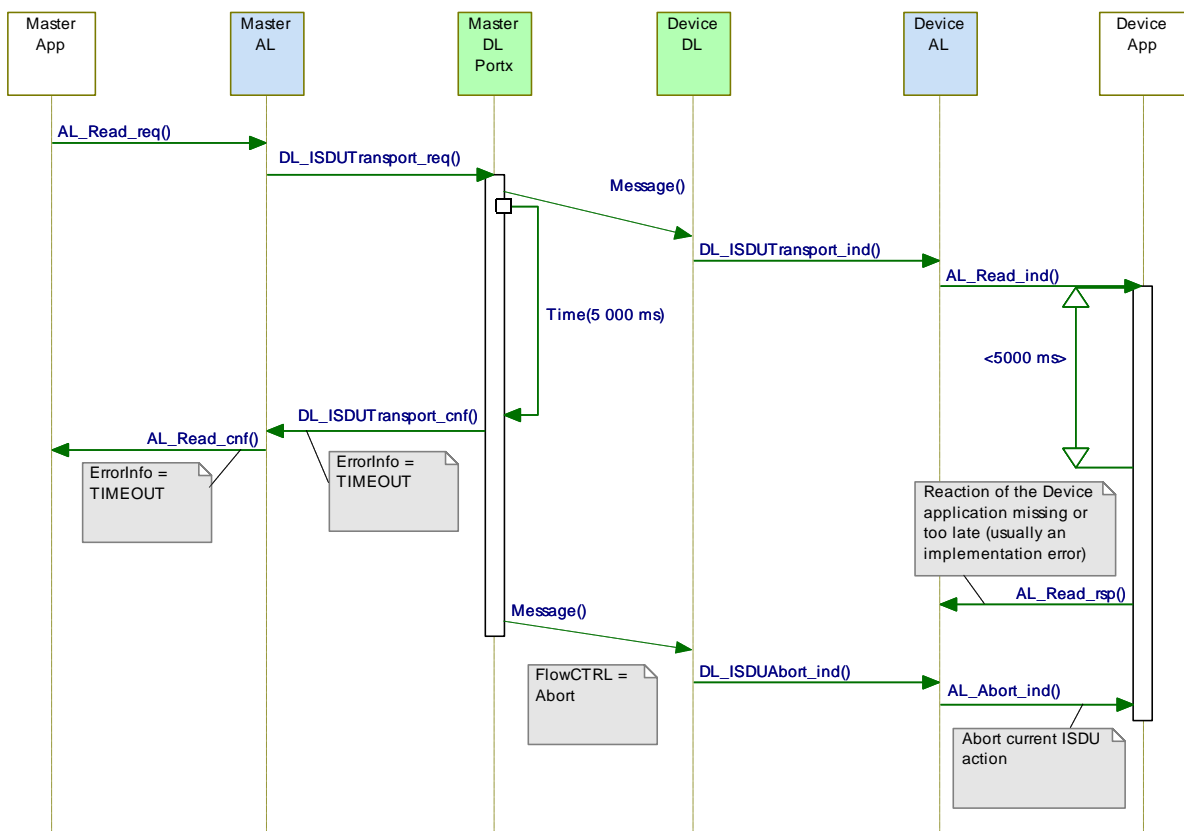 Master
App
Master
AL
Master
DL
Portx
Device
DL
Device
AL
Device
App
AL_Read_req()
DL_ISDUTransport_req()
Message()
DL_ISDUTransport_ind()
AL_Read_ind()
Time(5 000 ms)
<5000 ms>
DL_ISDUTransport_cnf()
AL_Read_cnf()
ErrorInfo =
TIMEOUT
ErrorInfo =
TIMEOUT
Reaction of the Device
application missing or
too late (usually an
implementation error)
AL_Read_rsp()
Message()
FlowCTRL =
Abort
DL_ISDUAbort_ind()
AL_Abort_ind()
Abort current ISDU
action